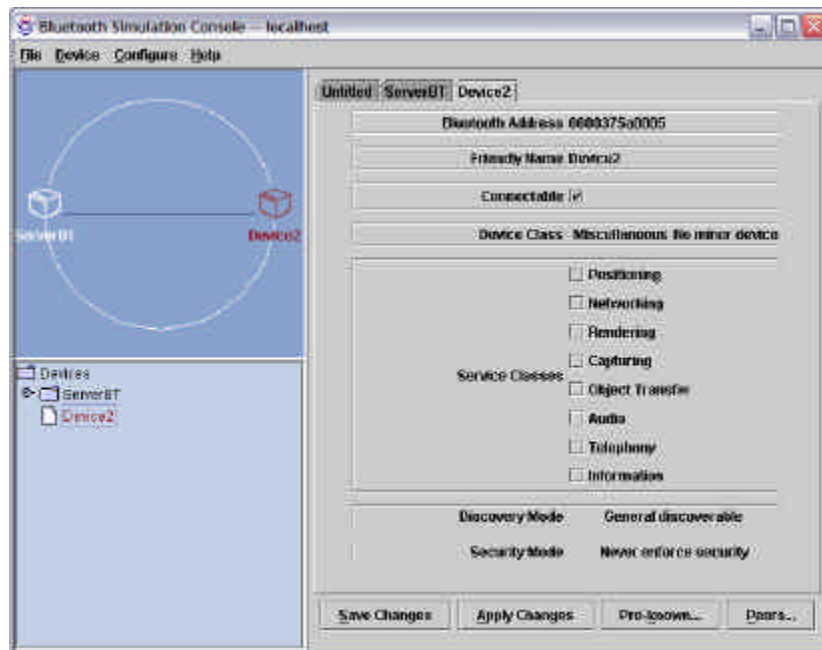 Bluetooth Simulation Console -- localhost
File Device Configure Help
Untitled ServerBT Device2
Bluetooth Address 0000375a0005
Friendly Name Device2
Connectable
Device Class Miscellaneous No minor device
Service Classes
Positioning
Networking
Rendering
Capturing
Object Transfer
Audio
Telephony
Information
Discovery Mode General discoverable
Security Mode Never enforce security
Save Changes Apply Changes Pre-known... Peers...
ServerBT Device2
Devices
ServerBT
Device2